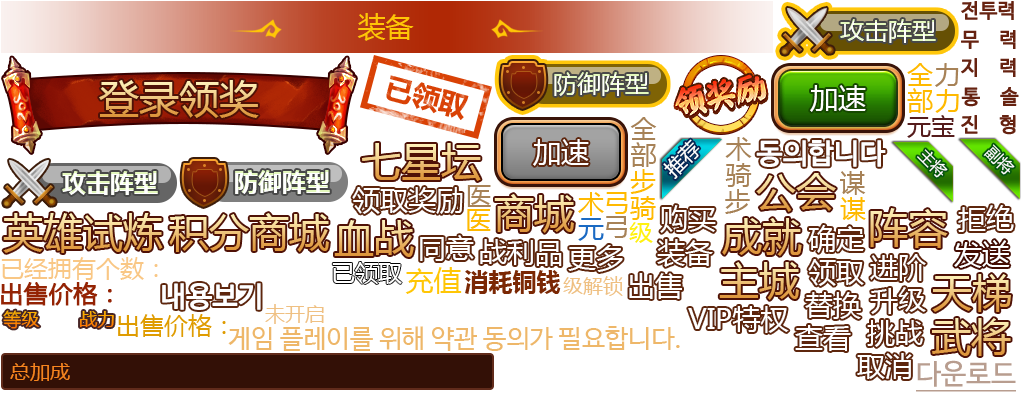 装备
攻击阵型
전투력
무 력
지 력
통 솔
진 형
登录领奖
已领取
防御阵型
领奖励
加速
全部
力力
元宝
攻击阵型
防御阵型
七星坛
加速
全部步骑级
推荐
术骑步
동의합니다
主将
副将
领取奖励
医医
商城
术元
弓弓
公会
谋谋
英雄试炼
积分商城
血战
同意
战利品
更多
购买
装备
成就
确定
阵容
拒绝
已经拥有个数：
已领取
充值
消耗铜钱
级解锁
出售
主城
领取
进阶
发送
出售价格：
내용보기
替换
升级
天梯
等级
战力
出售价格：
未开启
VIP特权
查看
挑战
武将
게임 플레이를 위해 약관 동의가 필요합니다.
总加成
取消
다운로드